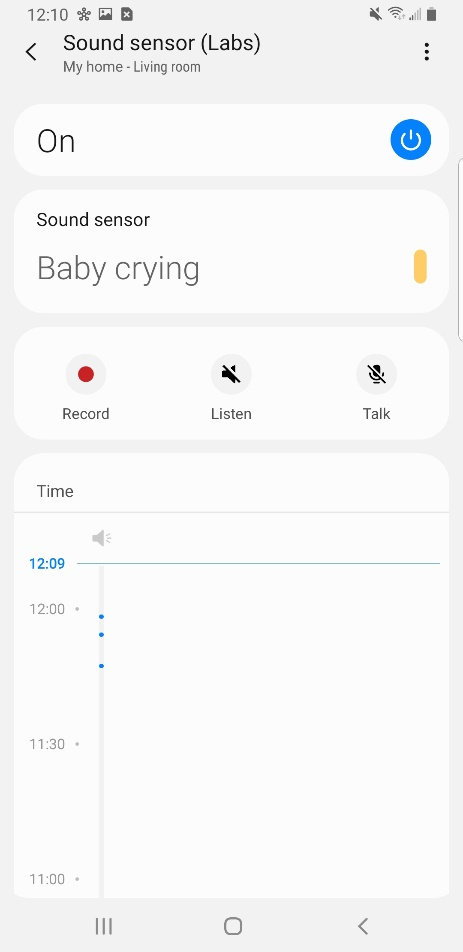 12:10
Sound sensor (Labs)
My home - Living room
On
Sound sensor
Baby crying
Record
Listen
Talk
Time
12:09
12:00
11:30
11:00